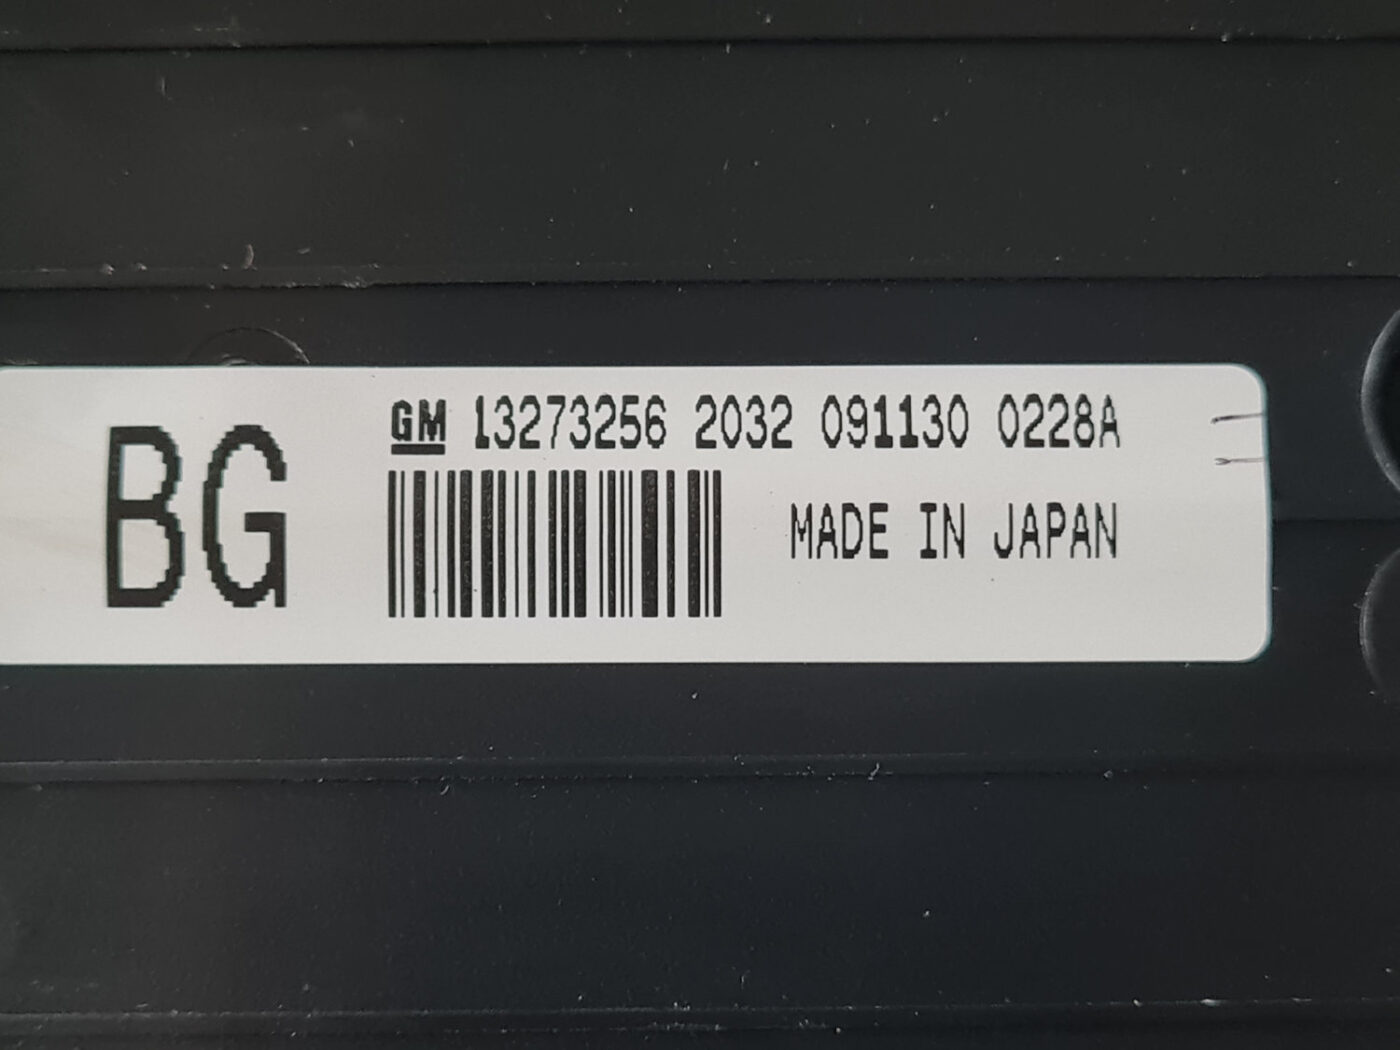 BG
GM 13273256 2032 091130 0228A
MADE IN JAPAN